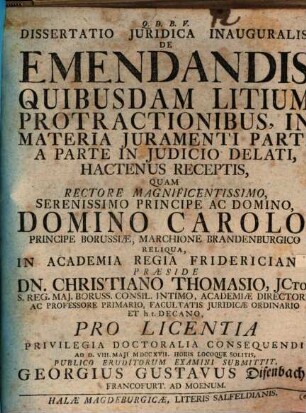 Q. D. B. V.
DISSERTATIO JURIDICA INAUGURALIS
DE
EMENDANDIS
QUIBUSDAM LITIUM
PROTRACTIONIBUS, IN
MATERIA JURAMENTI PARTI
A PARTE IN JUDICIO DELATI,
HACTENUS RECEPTIS,
QUAM
RECTORE MAGNIFICENTISSIMO,
SERENISSIMO PRINCIPE AC DOMINO,
DOMINO CAROLO
PRINCIPE BORUSSIÆ, MARCHIONE BRANDENBURGICO
RELIQUA,
IN ACADEMIA REGIA FRIDERICIAN
PRÆSIDE
DN. CHRISTIANO THOMASIO, JCTO
S. REG. MAJ. BORUSS. CONSIL. INTIMO, ACADEMIÆ DIRECTOR
AC PROFESSORE PRIMARIO, FACULTATIS JURIDICÆ ORDINARIO
ET h. t. DECANO,
PRO LICENTIA
PRIVILEGIA DOCTORALIA CONSEQUENDI
AD D. VIII. MAJI MDCCXVII. HORIS LOCOQUE SOLITIS,
PUBLICO ERUDITORUM EXAMINI SUBMITTIT
GEORGIUS GUSTAVUS Disenbach
FRANCOFURT. AD MOENUM.
HALÆ MAGDEBURGICÆ, LITERIS SALFELDIANIS.